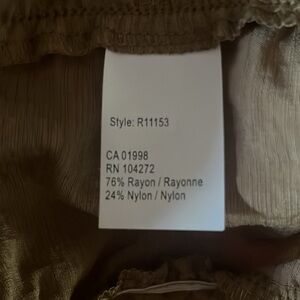 Style: R11153
CA 01998
RN 104272
76% Rayon / Rayonne
24% Nylon / Nylon